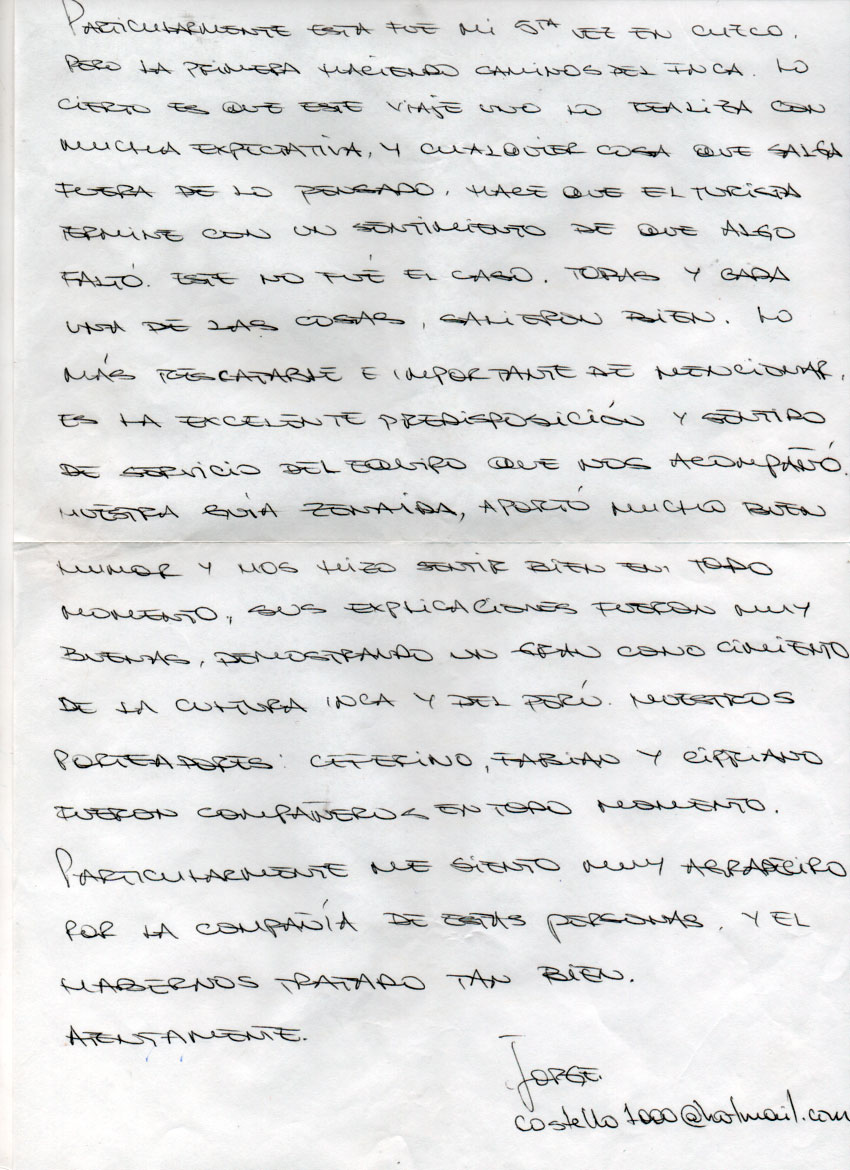 PARTICULARMENTE ESTA FUE MI 5TA VEZ EN CUZCO,
PERO LA PRIMERA HACIENDO CAMINOS DEL INCA. LO
CIERTO ES QUE ESTE VIAJE UNO LO REALIZA CON
MUCHA EXPECTATIVA, Y CUALQUIER COSA QUE SALGA
FUERA DE LO PENSADO, HACE QUE EL TURISTA
TERMINE CON UN SENTIMIENTO DE QUE ALGO
FALTÓ. ESTE NO FUÉ EL CASO. TODAS Y CADA
UNA DE LAS COSAS, SALIERON BIEN. LO
MÁS RESCATABLE E IMPORTANTE DE MENCIONAR,
ES LA EXCELENTE PREDISPOSICIÓN Y SENTIDO
DE SERVICIO DEL EQUIPO QUE NOS ACOMPAÑÓ.
NUESTRA GUÍA ZENAIDA, APORTÓ MUCHO BUEN
HUMOR Y NOS HIZO SENTIR BIEN EN TODO
MOMENTO, SUS EXPLICACIONES FUERON MUY
BUENAS, DEMOSTRANDO UN GRAN CONOCIMIENTO
DE LA CULTURA INCA Y DEL PERÚ. NUESTROS
PORTEADORES: CEFERINO, FABIAN Y CIPRIANO
FUERON COMPAÑEROS EN TODO MOMENTO.
PARTICULARMENTE ME SIENTO MUY AGRADECIDO
POR LA COMPAÑÍA DE ESTAS PERSONAS, Y EL
HABERNOS TRATADO TAN BIEN.
ATENTAMENTE.
JORGE.
costello1000@hotmail.com